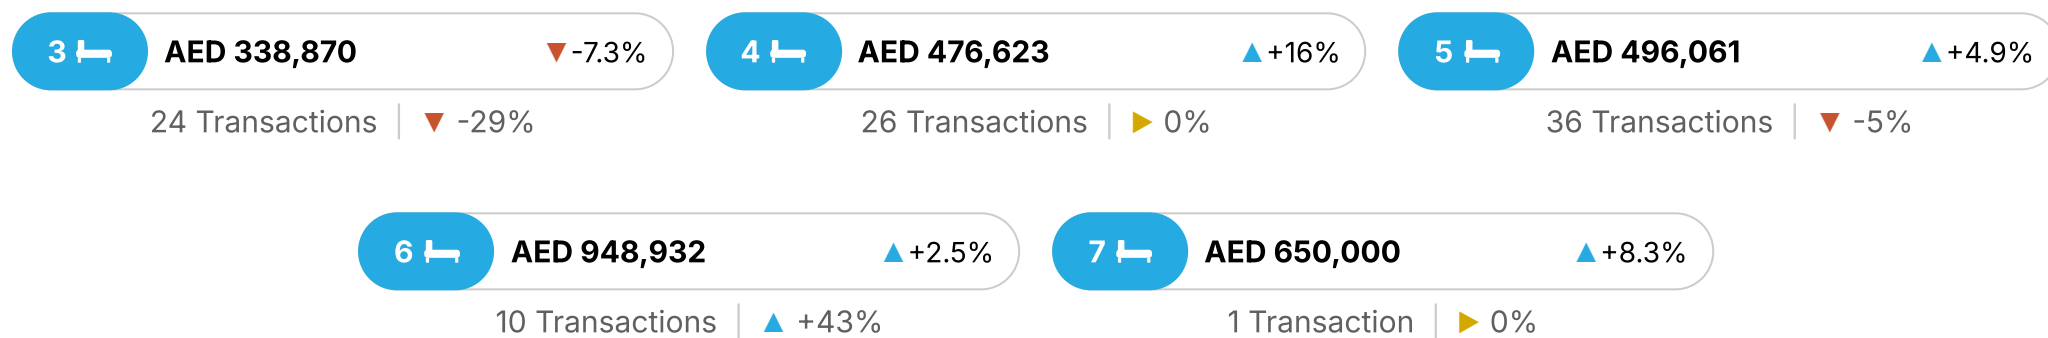 3 AED 338,870 -7.3% 4 AED 476,623 +16% 5 AED 496,061 +4.9%
24 Transactions -29% 26 Transactions 0% 36 Transactions -5%
6 AED 948,932 +2.5% 7 AED 650,000 +8.3%
10 Transactions +43% 1 Transaction 0%